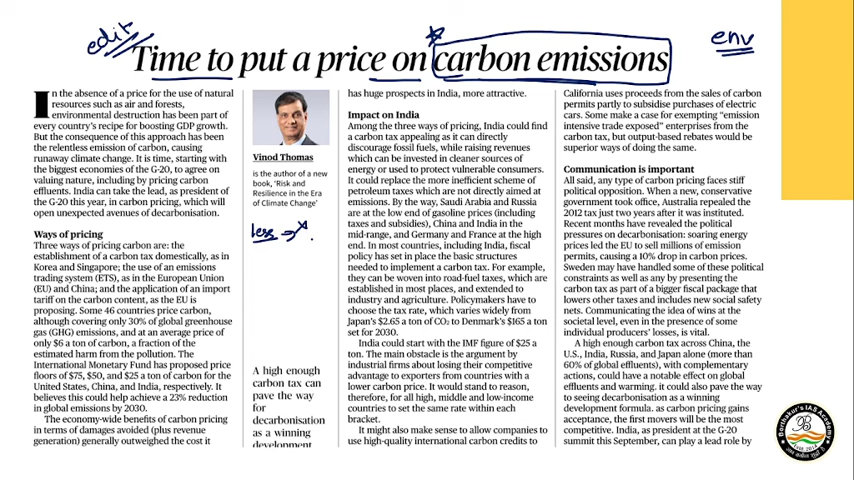 edit
env
Time to put a price on carbon emissions
In the absence of a price for the use of natural
resources such as air and forests,
environmental destruction has been part of
every country's recipe for boosting GDP growth.
But the consequence of this approach has been
the relentless emission of carbon, causing
runaway climate change. It is time, starting with
the biggest economies of the G-20, to agree on
valuing nature, including by pricing carbon
effluents. India can take the lead, as president of
the G-20 this year, in carbon pricing, which will
open unexpected avenues of decarbonisation.
Ways of pricing
Three ways of pricing carbon are: the
establishment of a carbon tax domestically, as in
Korea and Singapore; the use of an emissions
trading system (ETS), as in the European Union
(EU) and China; and the application of an import
tariff on the carbon content, as the EU is
proposing. Some 46 countries price carbon,
although covering only 30% of global greenhouse
gas (GHG) emissions, and at an average price of
only $6 a ton of carbon, a fraction of the
estimated harm from the pollution. The
International Monetary Fund has proposed price
floors of $75, $50, and $25 a ton of carbon for the
United States, China, and India, respectively. It
believes this could help achieve a 23% reduction
in global emissions by 2030.
The economy-wide benefits of carbon pricing
in terms of damages avoided (plus revenue
generation) generally outweighed the cost it
Vinod Thomas
is the author of a new
book, 'Risk and
Resilience in the Era
of Climate Change'
less
A high enough
carbon tax can
pave the way
for
decarbonisation
as a winning
development
has huge prospects in India, more attractive.
Impact on India
Among the three ways of pricing, India could find
a carbon tax appealing as it can directly
discourage fossil fuels, while raising revenues
which can be invested in cleaner sources of
energy or used to protect vulnerable consumers.
It could replace the more inefficient scheme of
petroleum taxes which are not directly aimed at
emissions. By the way, Saudi Arabia and Russia
are at the low end of gasoline prices (including
taxes and subsidies), China and India in the
mid-range, and Germany and France at the high
end. In most countries, including India, fiscal
policy has set in place the basic structures
needed to implement a carbon tax. For example,
they can be woven into road-fuel taxes, which are
established in most places, and extended to
industry and agriculture. Policymakers have to
choose the tax rate, which varies widely from
Japan's $2.65 a ton of CO2 to Denmark's $165 a ton
set for 2030.
India could start with the IMF figure of $25 a
ton. The main obstacle is the argument by
industrial firms about losing their competitive
advantage to exporters from countries with a
lower carbon price. It would stand to reason,
therefore, for all high, middle and low-income
countries to set the same rate within each
bracket.
It might also make sense to allow companies to
use high-quality international carbon credits to
California uses proceeds from the sales of carbon
permits partly to subsidise purchases of electric
cars. Some make a case for exempting "emission
intensive trade exposed" enterprises from the
carbon tax, but output-based rebates would be
superior ways of doing the same.
Communication is important
All said, any type of carbon pricing faces stiff
political opposition. When a new, conservative
government took office, Australia repealed the
2012 tax just two years after it was instituted.
Recent months have revealed the political
pressures on decarbonisation: soaring energy
prices led the EU to sell millions of emission
permits, causing a 10% drop in carbon prices.
Sweden may have handled some of these political
constraints as well as any by presenting the
carbon tax as part of a bigger fiscal package that
lowers other taxes and includes new social safety
nets. Communicating the idea of wins at the
societal level, even in the presence of some
individual producers' losses, is vital.
A high enough carbon tax across China, the
U.S., India, Russia, and Japan alone (more than
60% of global effluents), with complementary
actions, could have a notable effect on global
effluents and warming. it could also pave the way
to seeing decarbonisation as a winning
development formula. as carbon pricing gains
acceptance, the first movers will be the most
competitive. India, as president at the G-20
summit this September, can play a lead role by
Borthakur's IAS Academy
B